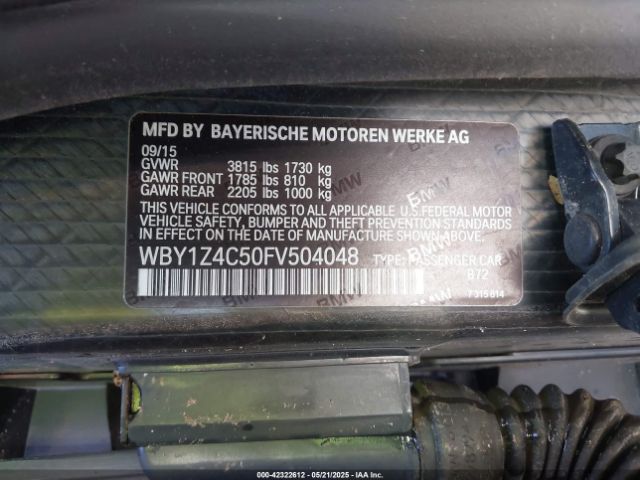 MFD BY BAYERISCHE MOTOREN WERKE AG
09/15
GVWR 3815 lbs 1730 kg
GAWR FRONT 1785 lbs 810 kg
GAWR REAR 2205 lbs 1000 kg
THIS VEHICLE CONFORMS TO ALL APPLICABLE U.S.FEDERAL MOTOR
VEHICLE SAFETY, BUMPER, AND THEFT PREVENTION STANDARDS
IN EFFECT ON THE DATE OF MANUFACTURE SHOWN ABOVE.
WBY1Z4C50FV504048 TYPE: PASSENGER CAR
B72
7315614
000-42322612 05/21/2025 IAAI